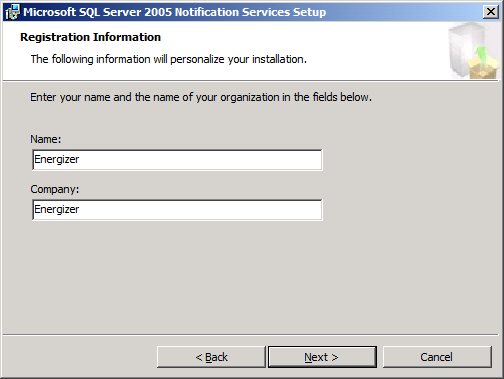 Microsoft SQL Server 2005 Notification Services Setup
Registration Information
The following information will personalize your installation.
Enter your name and the name of your organization in the fields below.
Name:
Energizer
Company:
Energizer
< Back
Next >
Cancel